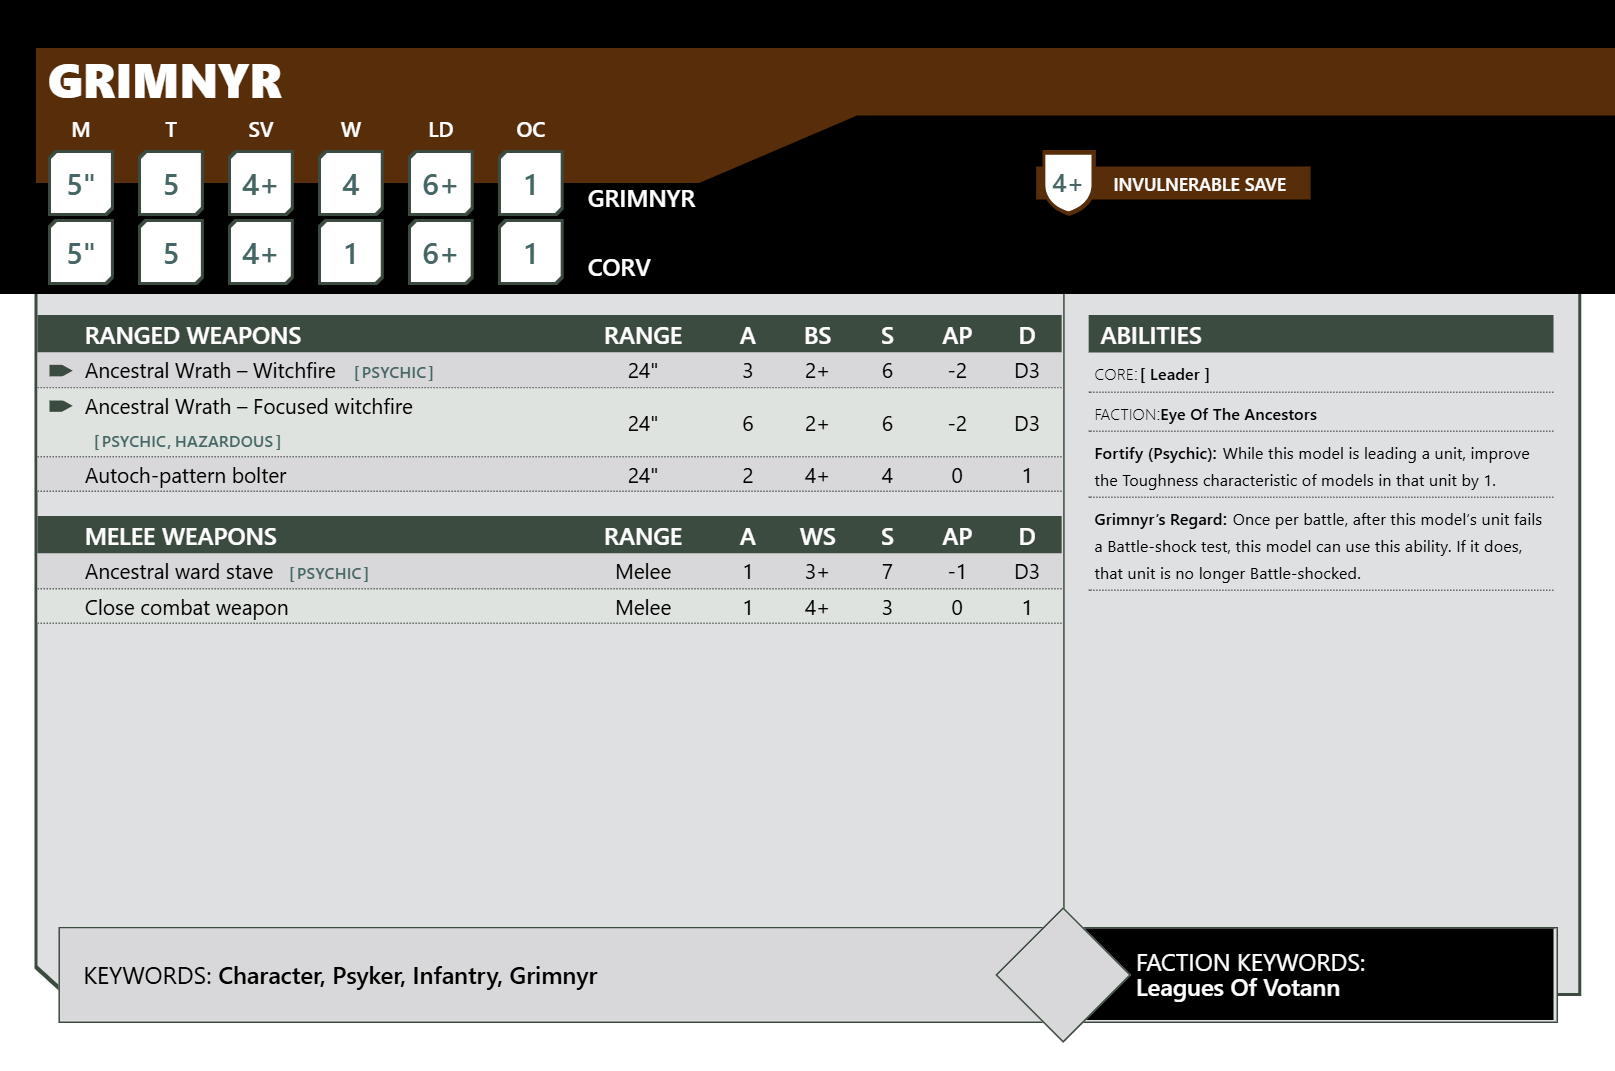 GRIMNYR
M T SV W LD OC
5" 5 4+ 4 6+ 1 GRIMNYR
4+ INVULNERABLE SAVE
5" 5 4+ 1 6+ 1 CORV
RANGED WEAPONS RANGE A BS S AP D
Ancestral Wrath – Witchfire [PSYCHIC] 24" 3 2+ 6 -2 D3
Ancestral Wrath – Focused witchfire
[PSYCHIC, HAZARDOUS] 24" 6 2+ 6 -2 D3
Autoch-pattern bolter 24" 2 4+ 4 0 1
MELEE WEAPONS RANGE A WS S AP D
Ancestral ward stave [PSYCHIC] Melee 1 3+ 7 -1 D3
Close combat weapon Melee 1 4+ 3 0 1
ABILITIES
CORE:[ Leader ]
FACTION:Eye Of The Ancestors
Fortify (Psychic): While this model is leading a unit, improve
the Toughness characteristic of models in that unit by 1.
Grimnyr's Regard: Once per battle, after this model's unit fails
a Battle-shock test, this model can use this ability. If it does,
that unit is no longer Battle-shocked.
KEYWORDS: Character, Psyker, Infantry, Grimnyr
FACTION KEYWORDS:
Leagues Of Votann